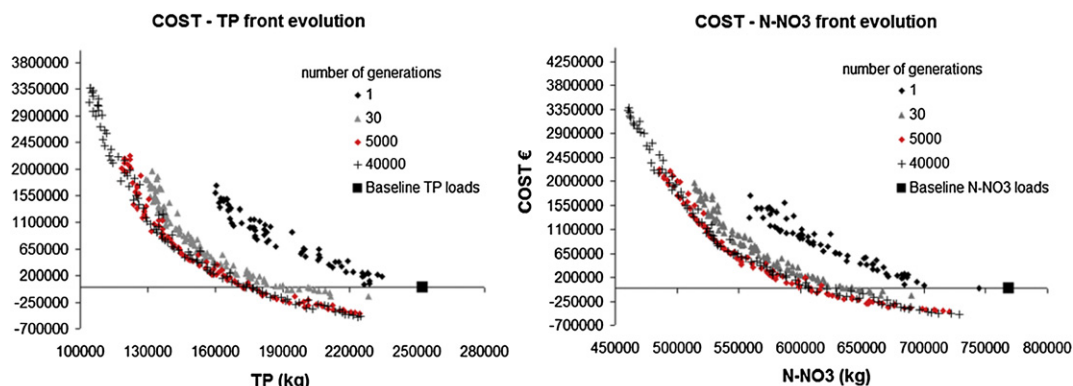 COST - TP front evolution
3800000
3350000
2900000
2450000
2000000
1550000
1100000
650000
200000
-250000
-700000
100000 130000 160000 190000 220000 250000 280000
TP (kg)
number of generations
1
30
5000
40000
Baseline TP loads
COST - N-NO3 front evolution
COST €
4250000
3800000
3350000
2900000
2450000
2000000
1550000
1100000
650000
200000
-250000
-700000
450000 500000 550000 600000 650000 700000 750000 800000
N-NO3 (kg)
number of generations
1
30
5000
40000
Baseline N-NO3 loads